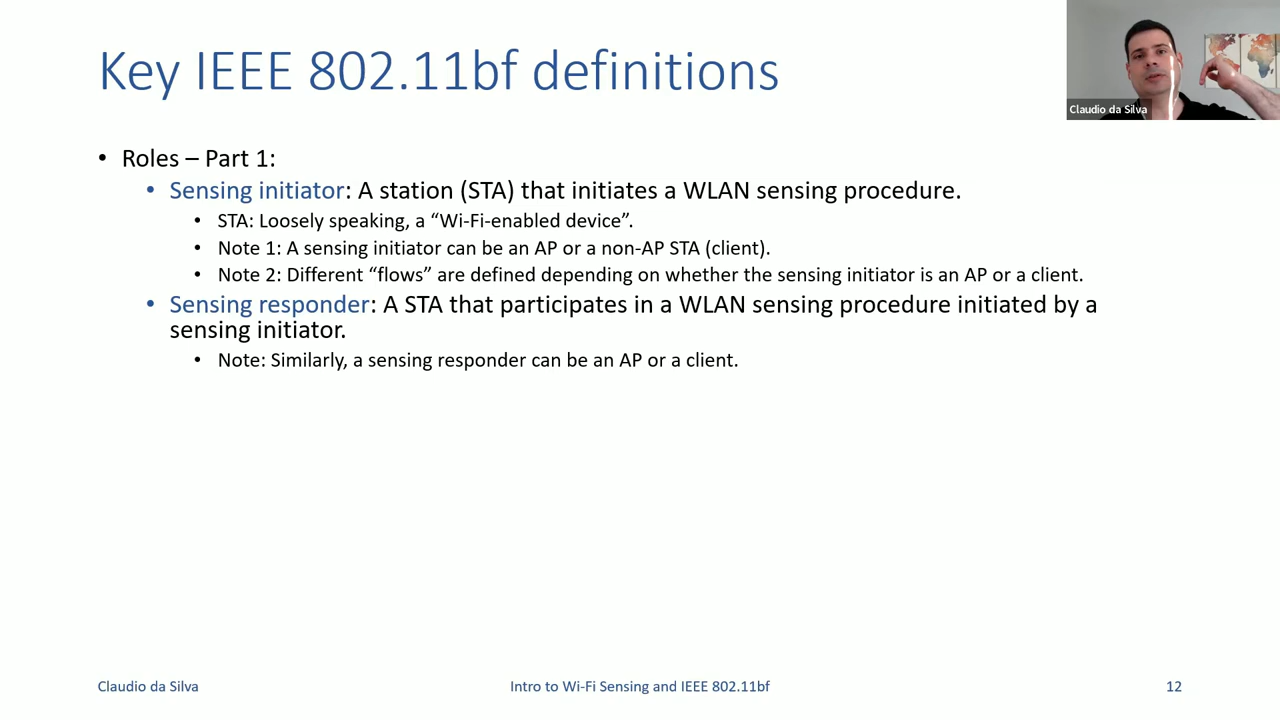 Key IEEE 802.11bf definitions
Claudio da Silva
• Roles – Part 1:
• Sensing initiator: A station (STA) that initiates a WLAN sensing procedure.
• STA: Loosely speaking, a “Wi-Fi-enabled device”.
• Note 1: A sensing initiator can be an AP or a non-AP STA (client).
• Note 2: Different “flows” are defined depending on whether the sensing initiator is an AP or a client.
• Sensing responder: A STA that participates in a WLAN sensing procedure initiated by a
sensing initiator.
• Note: Similarly, a sensing responder can be an AP or a client.
Claudio da Silva
Intro to Wi-Fi Sensing and IEEE 802.11bf
12